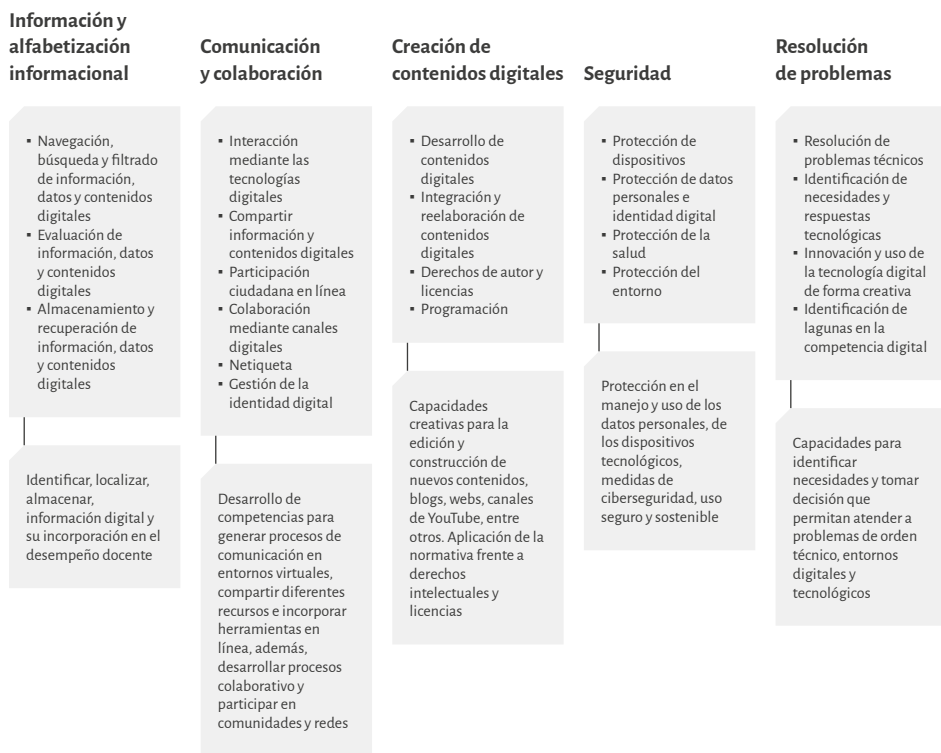 Información y
alfabetización
informacional
▪ Navegación,
búsqueda y filtrado
de información,
datos y contenidos
digitales
▪ Evaluación de
información, datos
y contenidos
digitales
▪ Almacenamiento y
recuperación de
información, datos
y contenidos
digitales
Identificar, localizar,
almacenar,
información digital y
su incorporación en el
desempeño docente
Comunicación
y colaboración
▪ Interacción
mediante las
tecnologías
digitales
▪ Compartir
información y
contenidos digitales
▪ Participación
ciudadana en línea
▪ Colaboración
mediante canales
digitales
▪ Netiqueta
▪ Gestión de la
identidad digital
Desarrollo de
competencias para
generar procesos de
comunicación en
entornos virtuales,
compartir diferentes
recursos e incorporar
herramientas en
línea, además,
desarrollar procesos
colaborativo y
participar en
comunidades y redes
Creación de
contenidos digitales
▪ Desarrollo de
contenidos
digitales
▪ Integración y
reelaboración de
contenidos
digitales
▪ Derechos de autor y
licencias
▪ Programación
Capacidades
creativas para la
edición y
construcción de
nuevos contenidos,
blogs, webs, canales
de YouTube, entre
otros. Aplicación de la
normativa frente a
derechos
intelectuales y
licencias
Seguridad
▪ Protección de
dispositivos
▪ Protección de datos
personales e
identidad digital
▪ Protección de la
salud
▪ Protección del
entorno
Protección en el
manejo y uso de los
datos personales, de
los dispositivos
tecnológicos,
medidas de
ciberseguridad, uso
seguro y sostenible
Resolución
de problemas
▪ Resolución de
problemas técnicos
▪ Identificación de
necesidades y
respuestas
tecnológicas
▪ Innovación y uso de
la tecnología digital
de forma creativa
▪ Identificación de
lagunas en la
competencia digital
Capacidades para
identificar
necesidades y tomar
decisión que
permitan atender a
problemas de orden
técnico, entornos
digitales y
tecnológicos